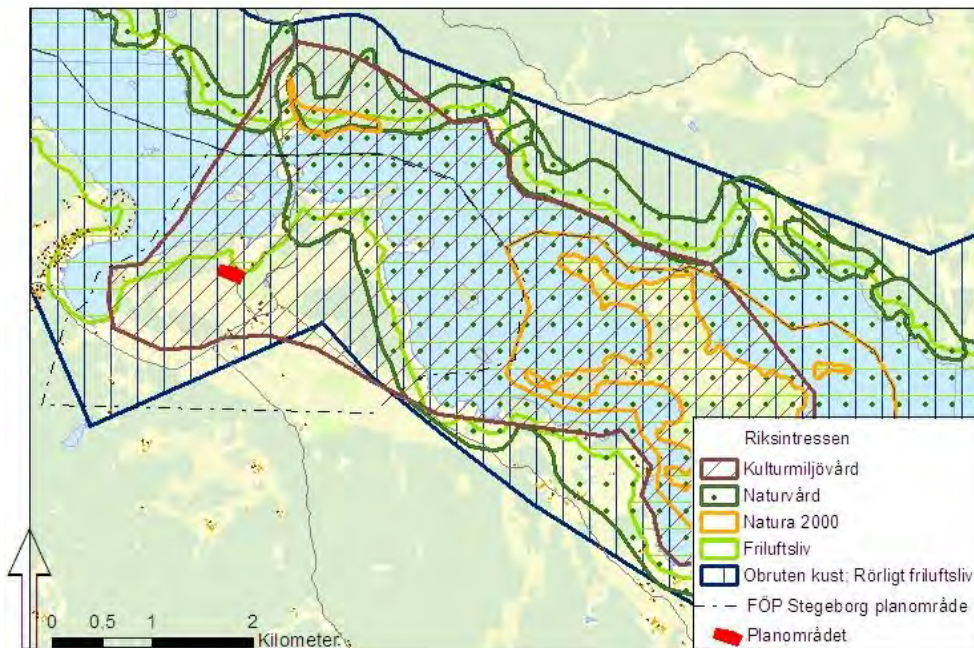 Riksintressen
Kulturmiljövård
Naturvård
Natura 2000
Friluftsliv
Obruten kust; Rörligt friluftsliv
FÖP Stegeborg planområde
Planområdet
0 0,5 1 2
Kilometer